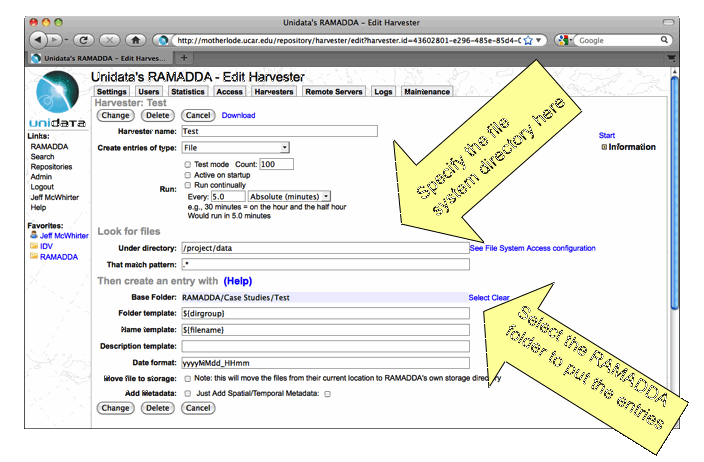 Unidata's RAMADDA – Edit Harvester
http://motherlode.ucar.edu/repository/harvester/edit?harvester.id=43602801-e296-485e-85d4-
Google
Unidata's RAMADDA – Edit Harves...
Unidata's RAMADDA - Edit Harvester
Settings Users Statistics Access Harvesters Remote Servers Logs Maintenance
unidata
Links:
RAMADDA
Search
Repositories
Admin
Logout
Jeff McWhirter
Help
Favorites:
Jeff McWhirter
IDV
RAMADDA
Harvester: Test
Change Delete Cancel Download
Harvester name: Test
Start
Create entries of type: File
Information
Test mode Count: 100
Active on startup
Run: Run continually
Every: 5.0 Absolute (minutes)
e.g., 30 minutes = on the hour and the half hour
Would run in 5.0 minutes
Look for files
Under directory: /project/data See File System Access configuration
That match pattern: .*
Then create an entry with (Help)
Base Folder: RAMADDA/Case Studies/Test Select Clear
Folder template: ${dirgroup}
Name template: ${filename}
Description template:
Date format: yyyyMMdd_HHmm
Move file to storage: Note: this will move the files from their current location to RAMADDA's own storage directory
Add Metadata: Just Add Spatial/Temporal Metadata:
Change Delete Cancel
Specify the file
system directory here
Select the RAMADDA
folder to put the entries